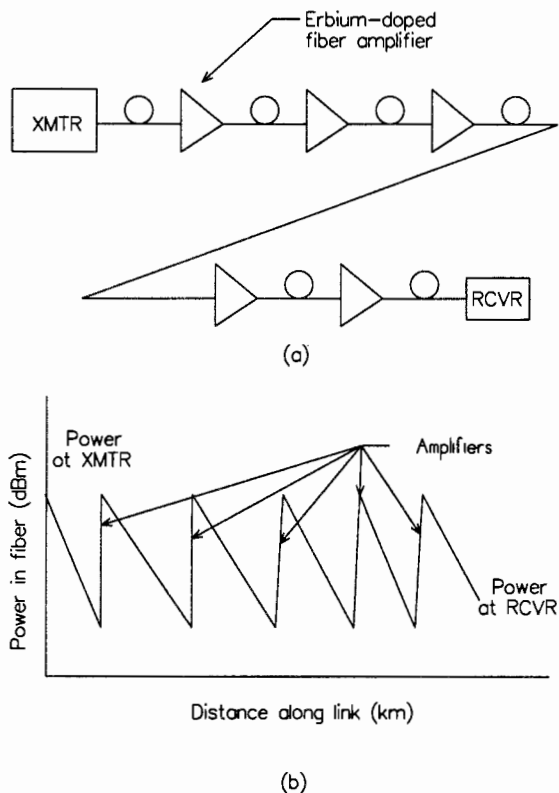 Erbium-doped
fiber amplifier
XMTR
RCVR
(a)
Power
at XMTR
Amplifiers
Power in fiber (dBm)
Power
at RCVR
Distance along link (km)
(b)